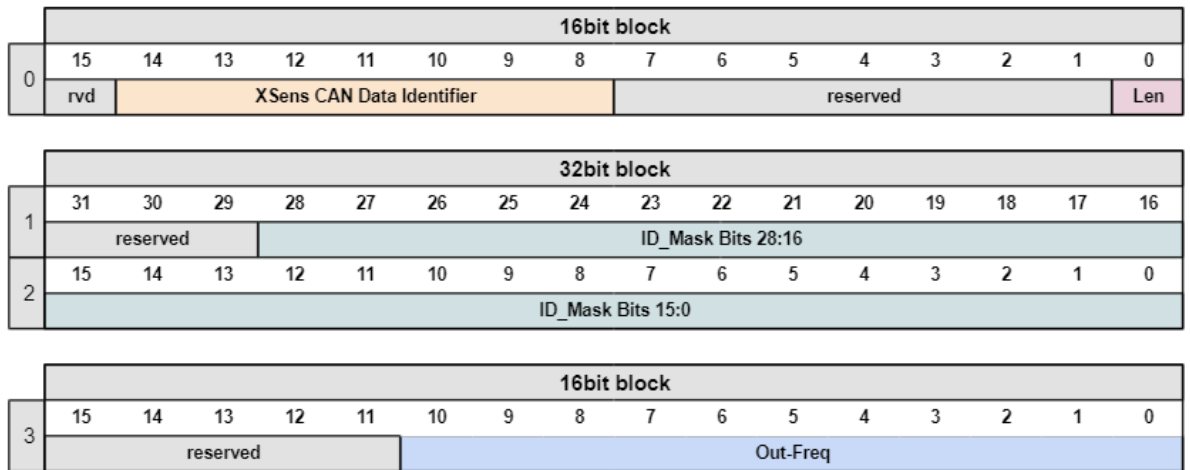 16bit block
0 15 14 13 12 11 10 9 8 7 6 5 4 3 2 1 0
rvd XSens CAN Data Identifier reserved Len
32bit block
1 31 30 29 28 27 26 25 24 23 22 21 20 19 18 17 16
reserved ID_Mask Bits 28:16
2 15 14 13 12 11 10 9 8 7 6 5 4 3 2 1 0
ID_Mask Bits 15:0
16bit block
3 15 14 13 12 11 10 9 8 7 6 5 4 3 2 1 0
reserved Out-Freq